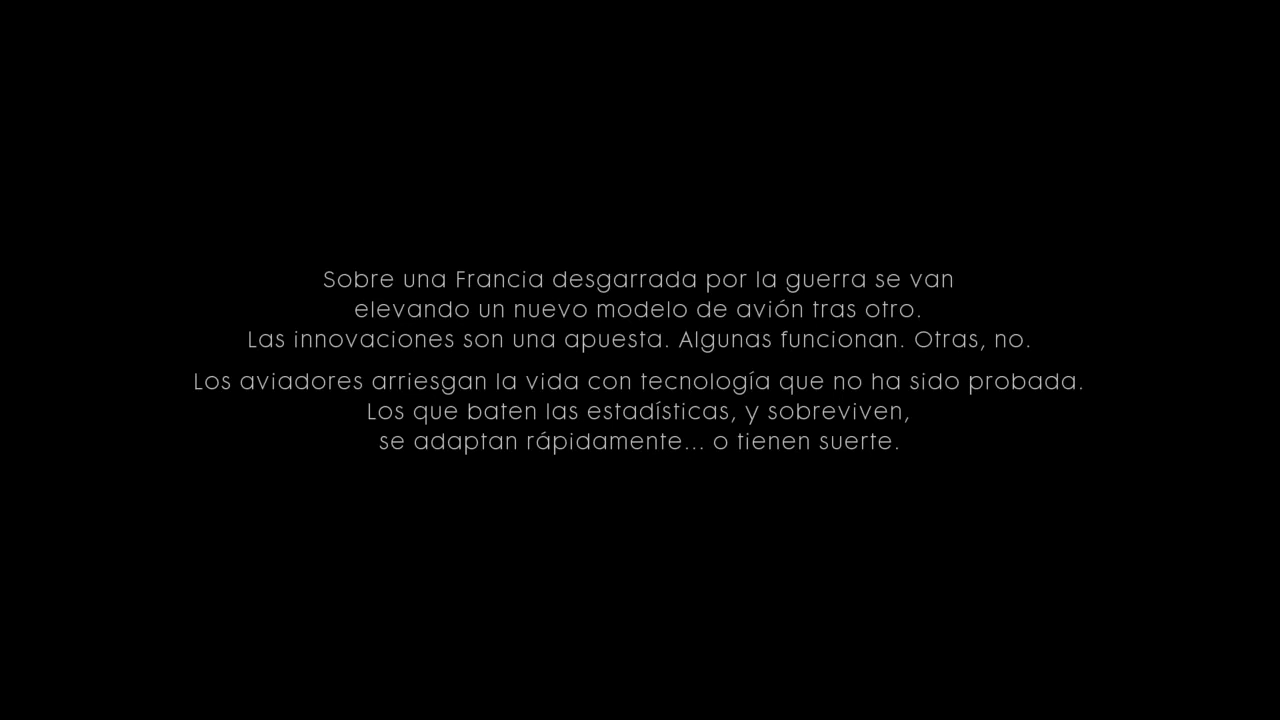 Sobre una Francia desgarrada por la guerra se van
elevando un nuevo modelo de avión tras otro.
Las innovaciones son una apuesta. Algunas funcionan. Otras, no.
Los aviadores arriesgan la vida con tecnología que no ha sido probada.
Los que baten las estadísticas, y sobreviven,
se adaptan rápidamente... o tienen suerte.